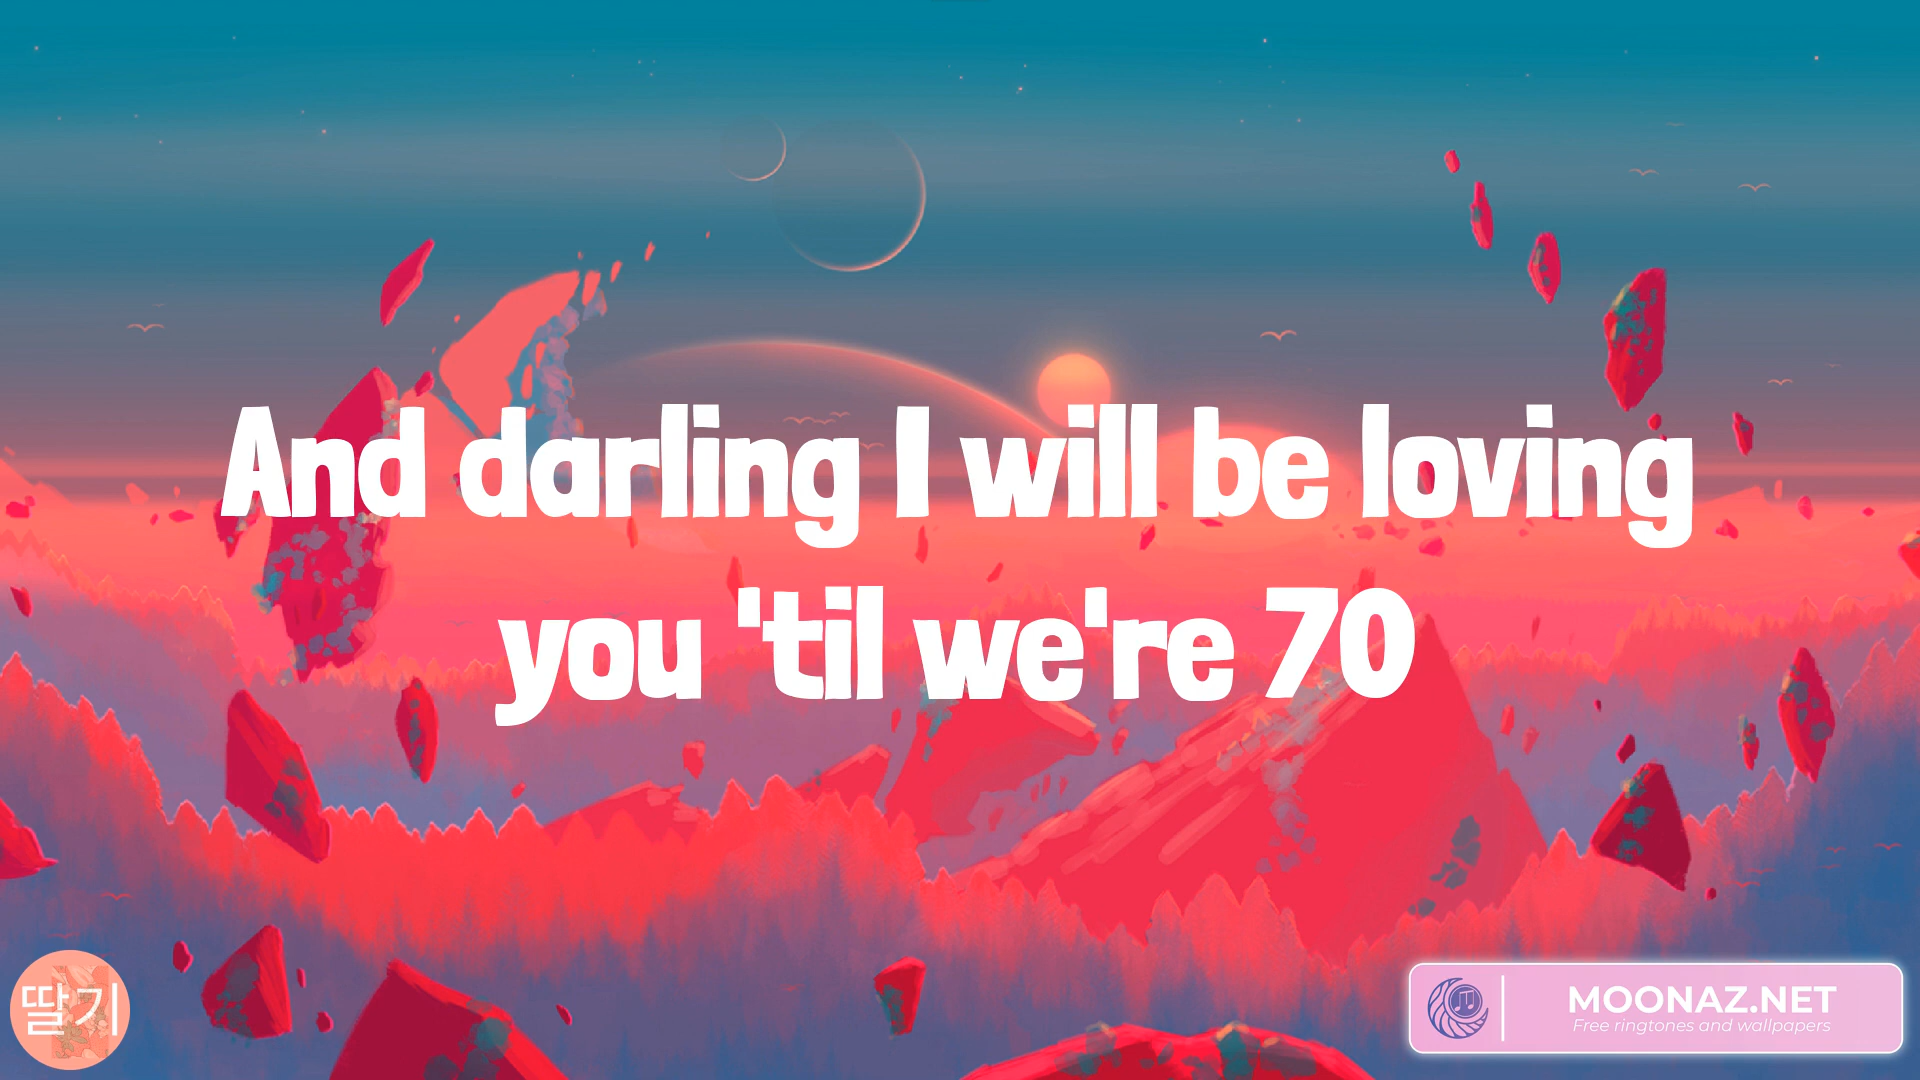 And darling I will be loving
you 'til we're 70
딸기
MOONAZ.NET
Free ringtones and wallpapers